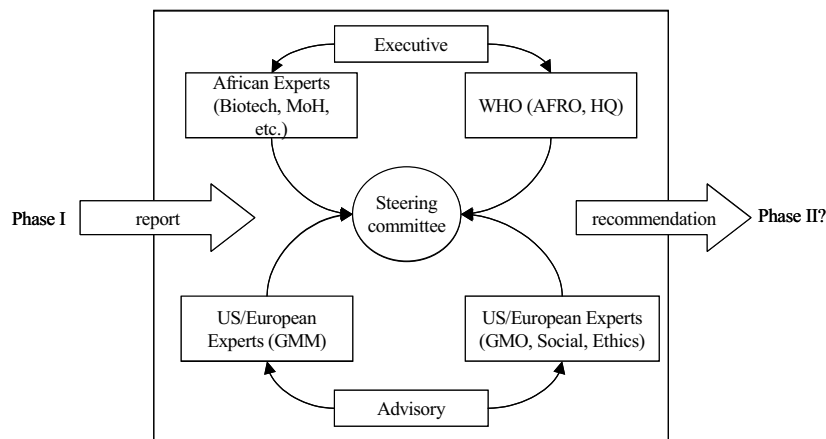 Executive
African Experts
(Biotech, MoH,
etc.)
WHO (AFRO, HQ)
Phase I
report
Steering
committee
recommendation
Phase II?
US/European
Experts (GMM)
US/European Experts
(GMO, Social, Ethics)
Advisory